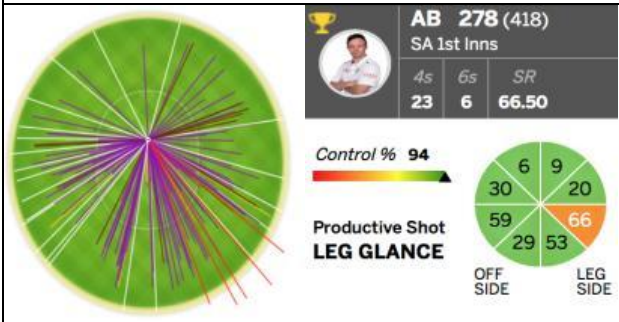 AB 278 (418)
SA 1st Inns
4s 6s SR
23 6 66.50
Control % 94
Productive Shot
LEG GLANCE
6 9
30 20
59 66
29 53
OFF SIDE
LEG SIDE